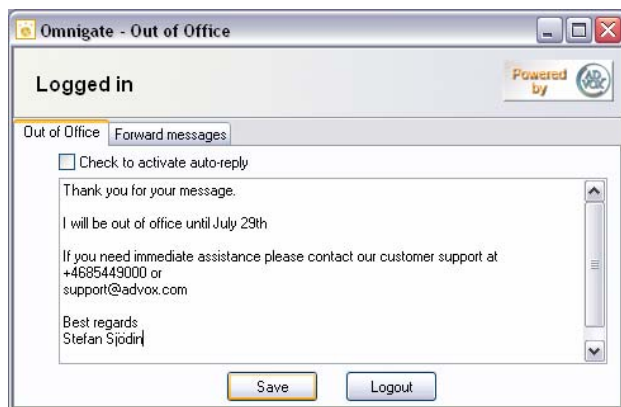 Omnigate - Out of Office
Logged in
Powered
by
AD
VOX
Out of Office
Forward messages
Check to activate auto-reply
Thank you for your message.
I will be out of office until July 29th
If you need immediate assistance please contact our customer support at
+4685449000 or
support@advox.com
Best regards
Stefan Sjödin
Save
Logout